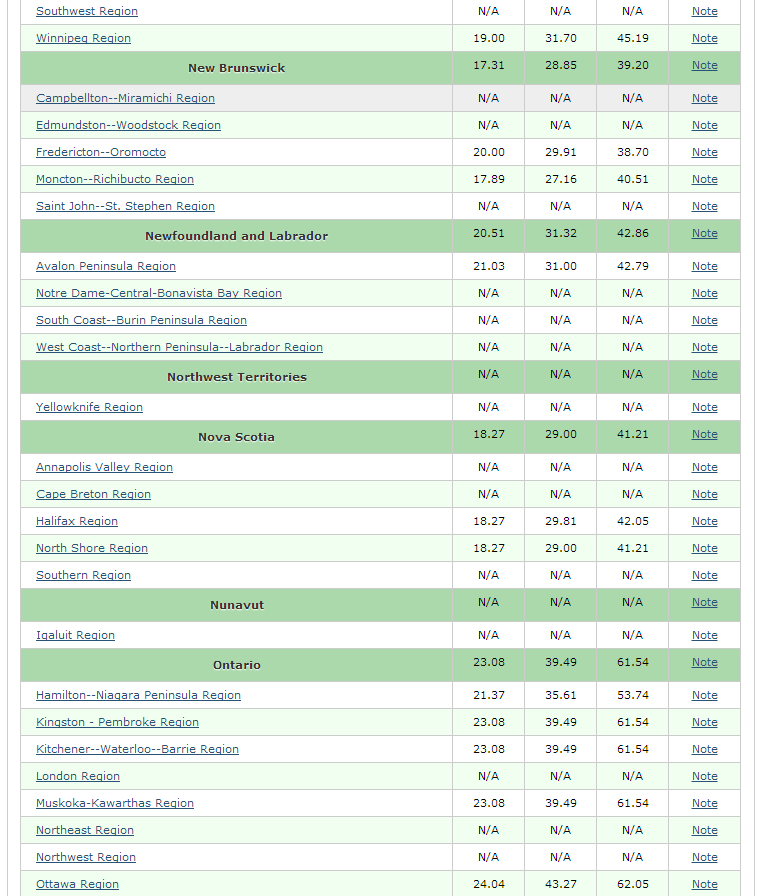 Southwest Region N/A N/A N/A Note
Winnipeg Region 19.00 31.70 45.19 Note
New Brunswick 17.31 28.85 39.20 Note
Campbellton--Miramichi Region N/A N/A N/A Note
Edmundston--Woodstock Region N/A N/A N/A Note
Fredericton--Oromocto 20.00 29.91 38.70 Note
Moncton--Richibucto Region 17.89 27.16 40.51 Note
Saint John--St. Stephen Region N/A N/A N/A Note
Newfoundland and Labrador 20.51 31.32 42.86 Note
Avalon Peninsula Region 21.03 31.00 42.79 Note
Notre Dame-Central-Bonavista Bay Region N/A N/A N/A Note
South Coast--Burin Peninsula Region N/A N/A N/A Note
West Coast--Northern Peninsula--Labrador Region N/A N/A N/A Note
Northwest Territories N/A N/A N/A Note
Yellowknife Region N/A N/A N/A Note
Nova Scotia 18.27 29.00 41.21 Note
Annapolis Valley Region N/A N/A N/A Note
Cape Breton Region N/A N/A N/A Note
Halifax Region 18.27 29.81 42.05 Note
North Shore Region 18.27 29.00 41.21 Note
Southern Region N/A N/A N/A Note
Nunavut N/A N/A N/A Note
Iqaluit Region N/A N/A N/A Note
Ontario 23.08 39.49 61.54 Note
Hamilton--Niagara Peninsula Region 21.37 35.61 53.74 Note
Kingston - Pembroke Region 23.08 39.49 61.54 Note
Kitchener--Waterloo--Barrie Region 23.08 39.49 61.54 Note
London Region N/A N/A N/A Note
Muskoka-Kawarthas Region 23.08 39.49 61.54 Note
Northeast Region N/A N/A N/A Note
Northwest Region N/A N/A N/A Note
Ottawa Region 24.04 43.27 62.05 Note